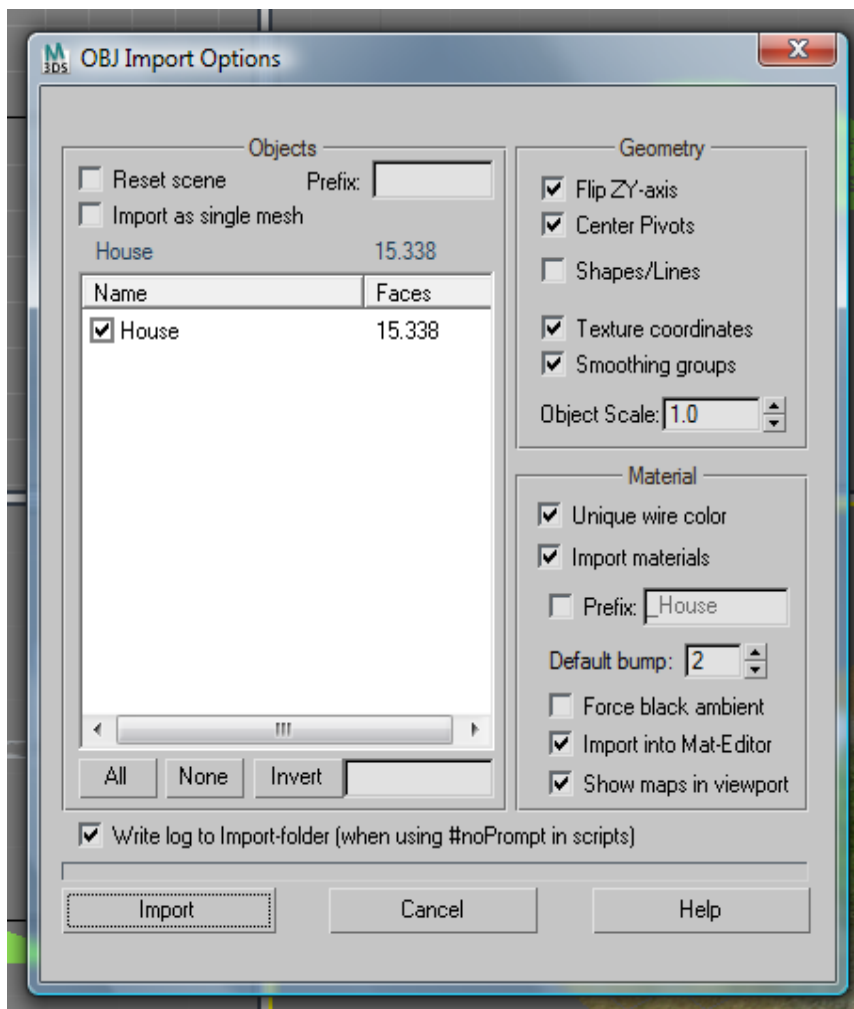 M
3DS
OBJ Import Options
X
Objects
Reset scene Prefix:
Import as single mesh
House 15.338
Name Faces
House 15.338
All None Invert
Geometry
Flip ZY-axis
Center Pivots
Shapes/Lines
Texture coordinates
Smoothing groups
Object Scale: 1.0
Material
Unique wire color
Import materials
Prefix: _House
Default bump: 2
Force black ambient
Import into Mat-Editor
Show maps in viewport
Write log to Import-folder (when using #noPrompt in scripts)
Import Cancel Help